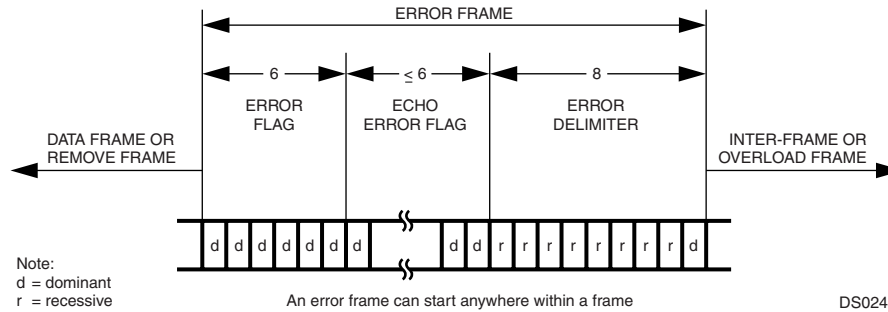 ERROR FRAME
6
≤ 6
8
ERROR
FLAG
ECHO
ERROR FLAG
ERROR
DELIMITER
DATA FRAME OR
REMOVE FRAME
INTER-FRAME OR
OVERLOAD FRAME
d d d d d d d d d r r r r r r r r d
Note:
d = dominant
r = recessive
An error frame can start anywhere within a frame
DS024